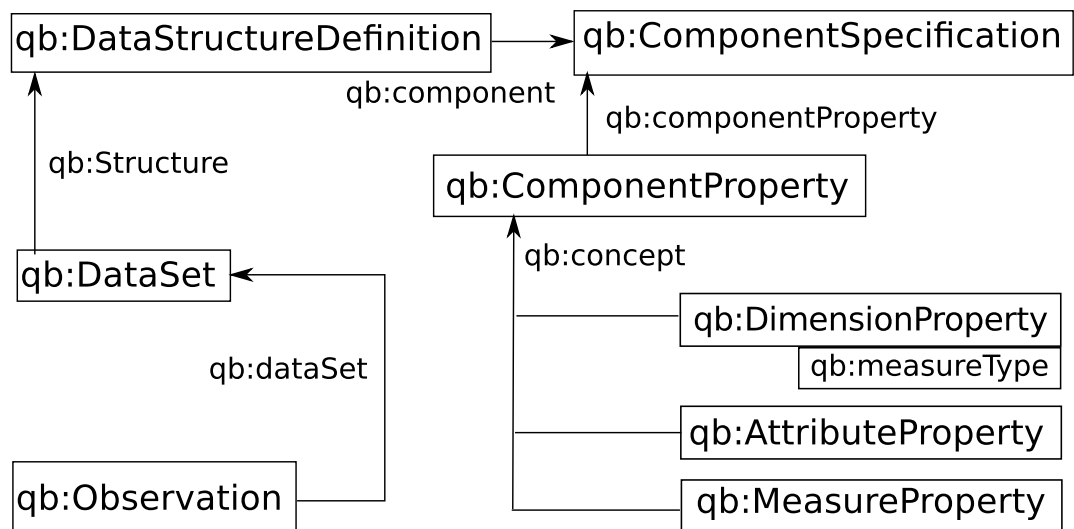 qb:DataStructureDefinition
qb:ComponentSpecification
qb:component
qb:componentProperty
qb:Structure
qb:ComponentProperty
qb:concept
qb:DataSet
qb:DimensionProperty
qb:measureType
qb:dataSet
qb:AttributeProperty
qb:Observation
qb:MeasureProperty